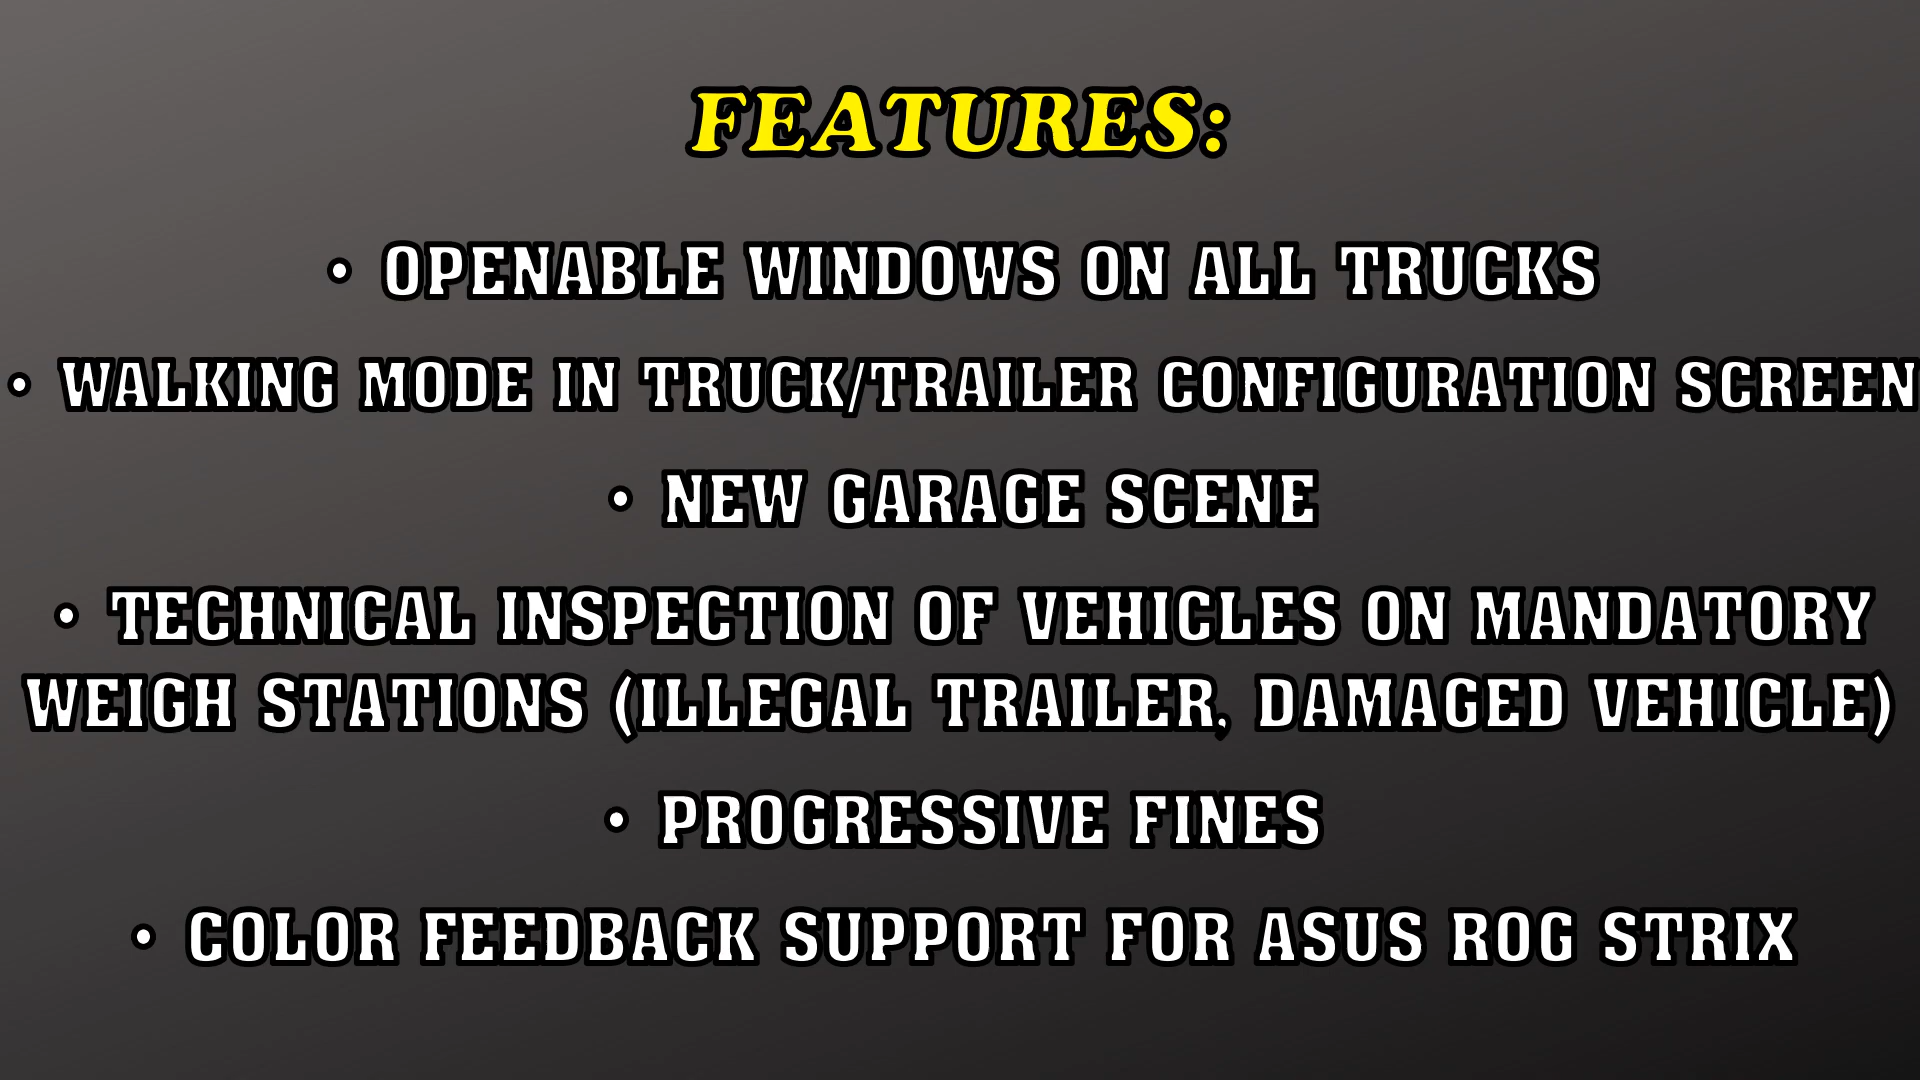 FEATURES:
• OPENABLE WINDOWS ON ALL TRUCKS
• WALKING MODE IN TRUCK/TRAILER CONFIGURATION SCREEN
• NEW GARAGE SCENE
• TECHNICAL INSPECTION OF VEHICLES ON MANDATORY
WEIGH STATIONS (ILLEGAL TRAILER, DAMAGED VEHICLE)
• PROGRESSIVE FINES
• COLOR FEEDBACK SUPPORT FOR ASUS ROG STRIX